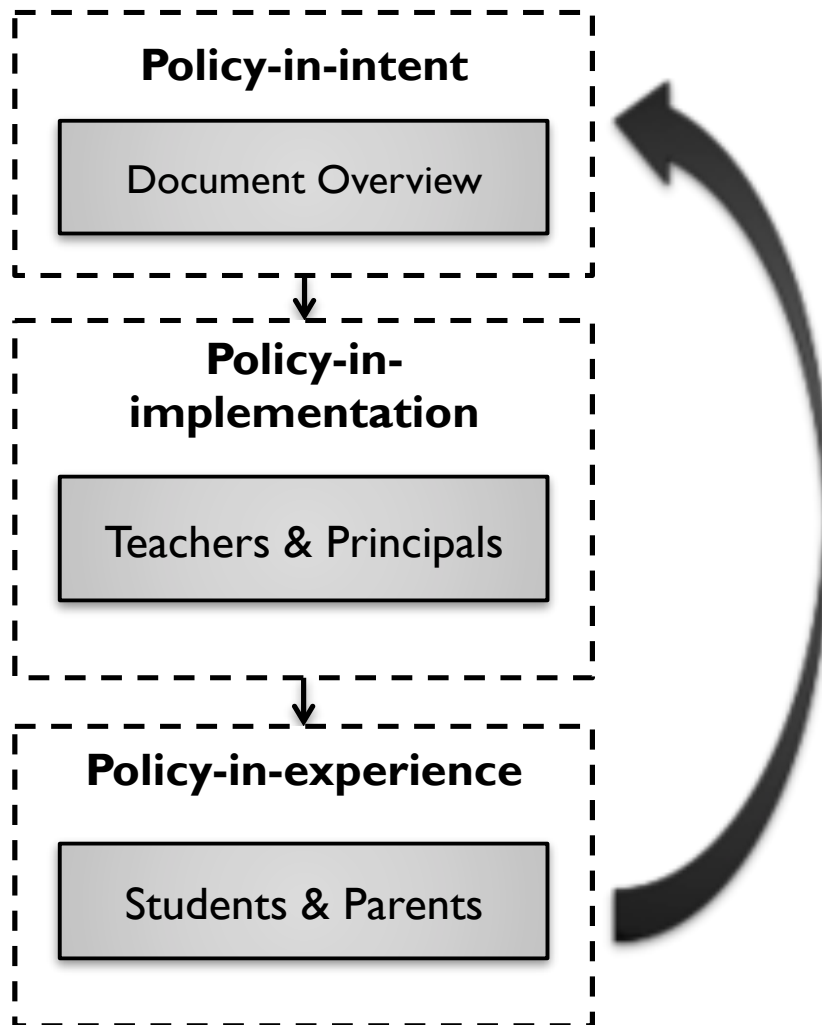 Policy-in-intent
Document Overview
Policy-in-
implementation
Teachers & Principals
Policy-in-experience
Students & Parents